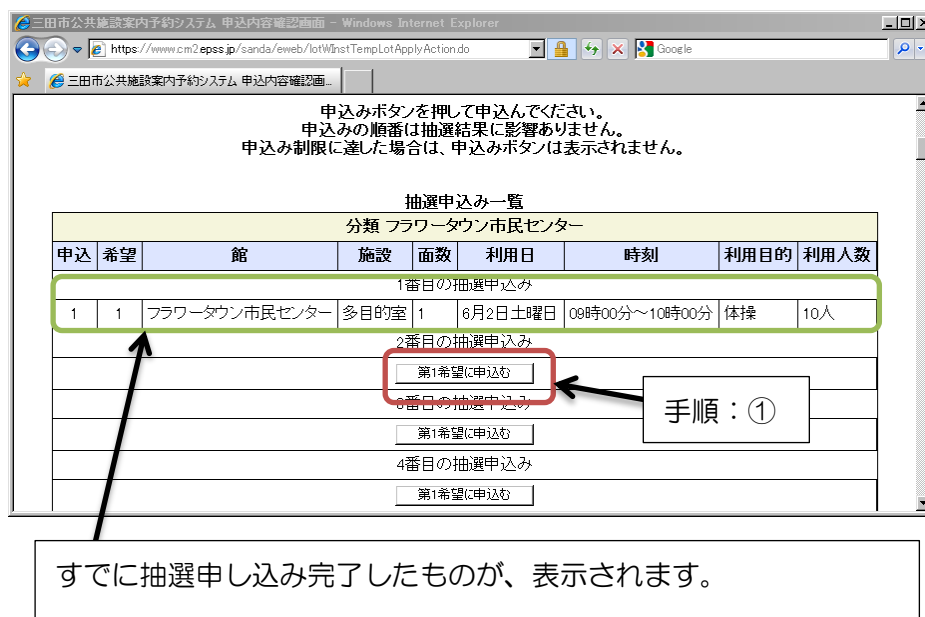 三田市公共施設案内予約システム 申込内容確認画面 - Windows Internet Explorer
https://www.cm2.epss.jp/sanda/eweb/lotWInstTempLotApplyAction.do
Google
三田市公共施設案内予約システム 申込内容確認画...
申込みボタンを押して申込んでください。
申込みの順番は抽選結果に影響ありません。
申込み制限に達した場合は、申込みボタンは表示されません。
抽選申込み一覧
分類 フラワータウン市民センター
申込 希望 館 施設 面数 利用日 時刻 利用目的 利用人数
1番目の抽選申込み
1 1 フラワータウン市民センター 多目的室 1 6月2日土曜日 09時00分～10時00分 体操 10人
2番目の抽選申込み
第1希望に申込む
3番目の抽選申込み
手順：①
第1希望に申込む
4番目の抽選申込み
第1希望に申込む
すでに抽選申し込み完了したものが、表示されます。